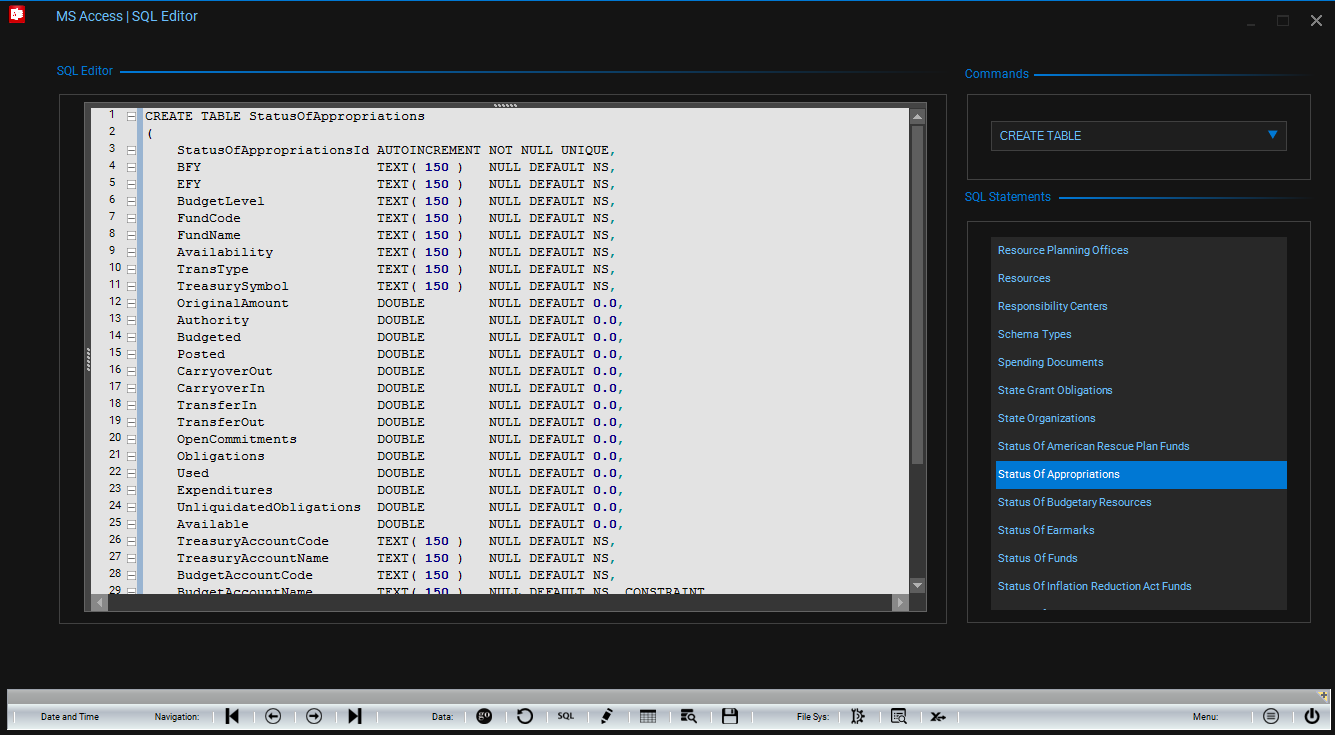 MS Access | SQL Editor
SQL Editor
1 CREATE TABLE StatusOfAppropriations
2 (
3 StatusOfAppropriationsId AUTOINCREMENT NOT NULL UNIQUE,
4 BFY TEXT( 150 ) NULL DEFAULT NS,
5 EFY TEXT( 150 ) NULL DEFAULT NS,
6 BudgetLevel TEXT( 150 ) NULL DEFAULT NS,
7 FundCode TEXT( 150 ) NULL DEFAULT NS,
8 FundName TEXT( 150 ) NULL DEFAULT NS,
9 Availability TEXT( 150 ) NULL DEFAULT NS,
10 TransType TEXT( 150 ) NULL DEFAULT NS,
11 TreasurySymbol TEXT( 150 ) NULL DEFAULT NS,
12 OriginalAmount DOUBLE NULL DEFAULT 0.0,
13 Authority DOUBLE NULL DEFAULT 0.0,
14 Budgeted DOUBLE NULL DEFAULT 0.0,
15 Posted DOUBLE NULL DEFAULT 0.0,
16 CarryoverOut DOUBLE NULL DEFAULT 0.0,
17 CarryoverIn DOUBLE NULL DEFAULT 0.0,
18 TransferIn DOUBLE NULL DEFAULT 0.0,
19 TransferOut DOUBLE NULL DEFAULT 0.0,
20 OpenCommitments DOUBLE NULL DEFAULT 0.0,
21 Obligations DOUBLE NULL DEFAULT 0.0,
22 Used DOUBLE NULL DEFAULT 0.0,
23 Expenditures DOUBLE NULL DEFAULT 0.0,
24 UnliquidatedObligations DOUBLE NULL DEFAULT 0.0,
25 Available DOUBLE NULL DEFAULT 0.0,
26 TreasuryAccountCode TEXT( 150 ) NULL DEFAULT NS,
27 TreasuryAccountName TEXT( 150 ) NULL DEFAULT NS,
28 BudgetAccountCode TEXT( 150 ) NULL DEFAULT NS,
29 BudgetAccountName TEXT( 150 ) NULL DEFAULT NS, CONSTRAINT
Commands
CREATE TABLE
SQL Statements
Resource Planning Offices
Resources
Responsibility Centers
Schema Types
Spending Documents
State Grant Obligations
State Organizations
Status Of American Rescue Plan Funds
Status Of Appropriations
Status Of Budgetary Resources
Status Of Earmarks
Status Of Funds
Status Of Inflation Reduction Act Funds
Date and Time Navigation: Data: go SQL File Sys: Menu: